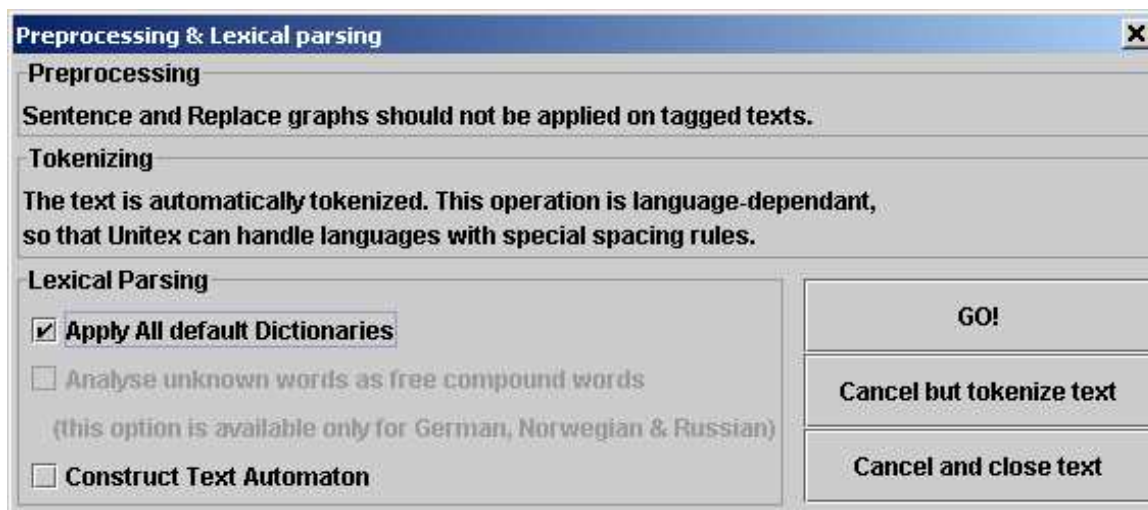 Preprocessing & Lexical parsing
Preprocessing
Sentence and Replace graphs should not be applied on tagged texts.
Tokenizing
The text is automatically tokenized. This operation is language-dependant,
so that Unitex can handle languages with special spacing rules.
Lexical Parsing
Apply All default Dictionaries
Analyse unknown words as free compound words
(this option is available only for German, Norwegian & Russian)
Construct Text Automaton
GO!
Cancel but tokenize text
Cancel and close text